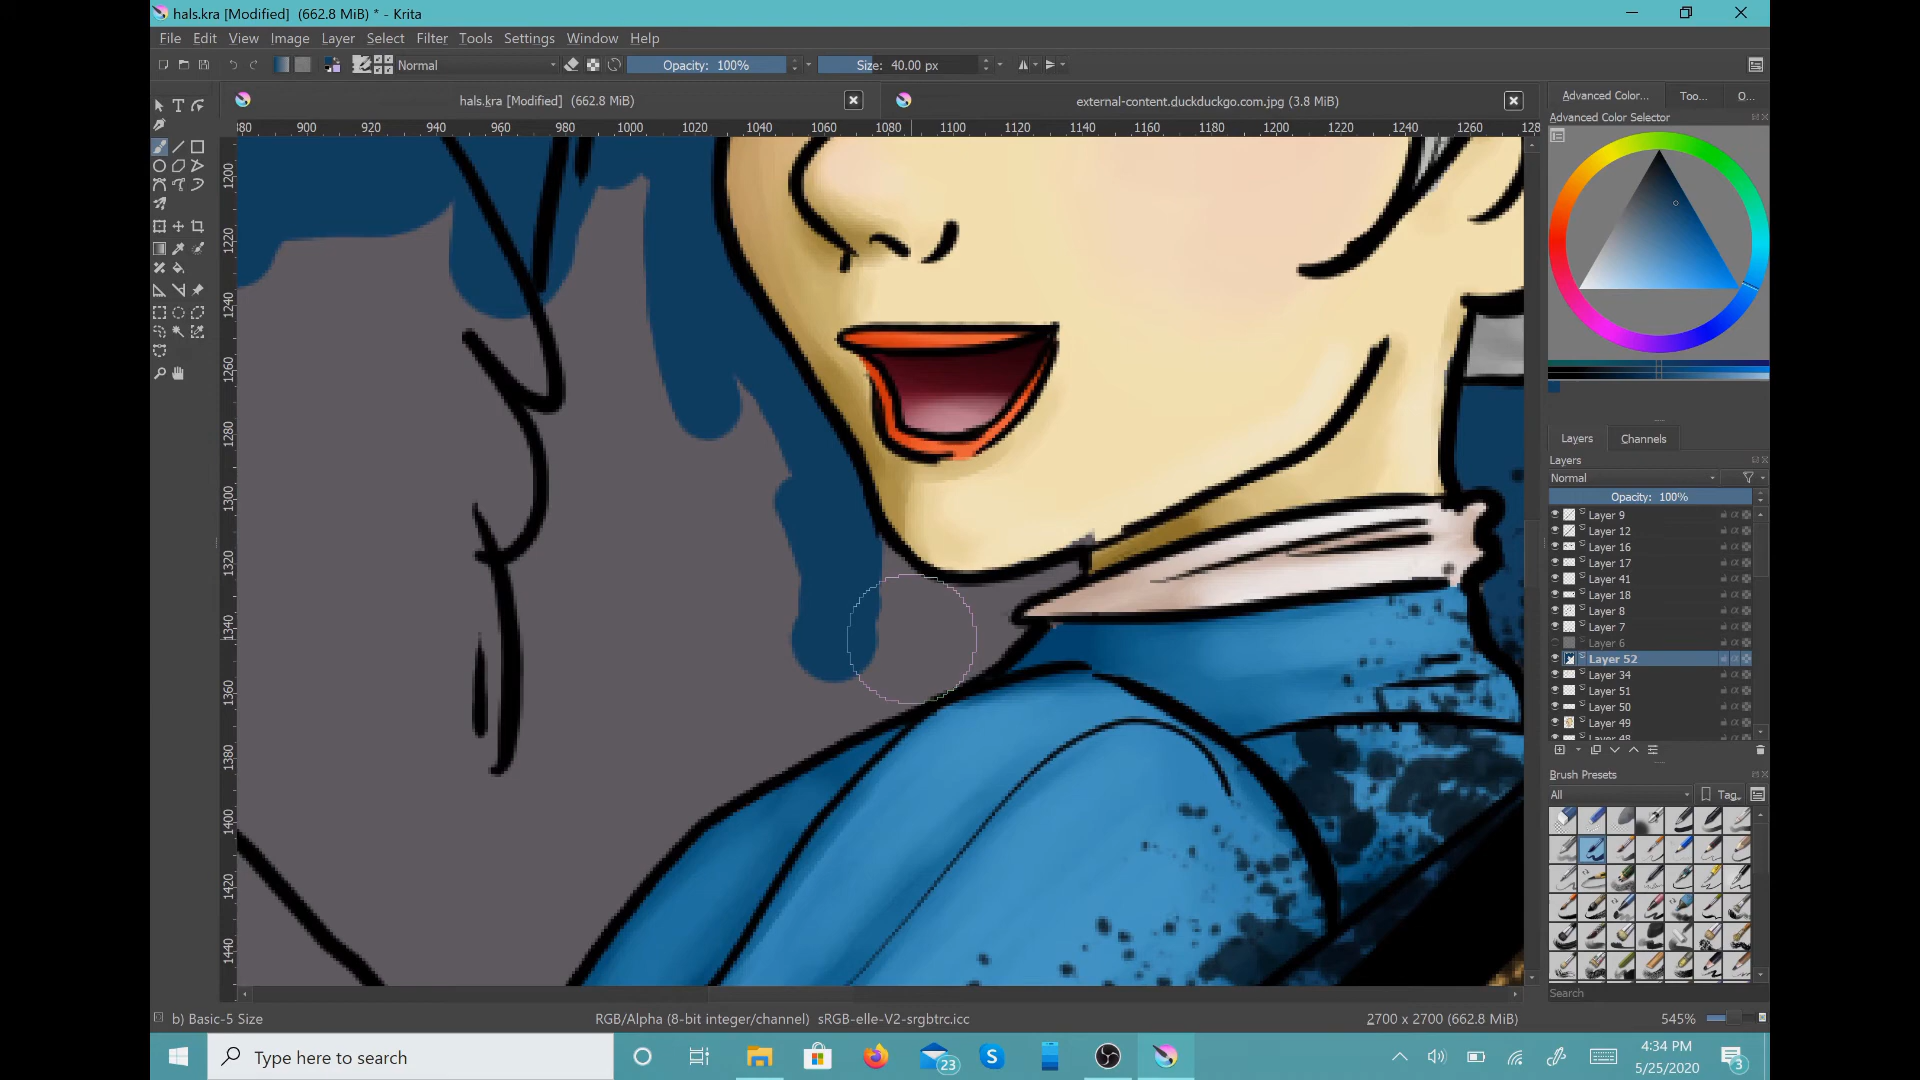 hals.kra [Modified]  (662.8 MiB) * - Krita
File Edit View Image Layer Select Filter Tools Settings Window Help
Normal Opacity: 100% Size: 40.00 px
hals.kra [Modified]  (662.8 MiB) external-content.duckduckgo.com.jpg (3.8 MiB) Advanced Color... Too... O...
Advanced Color Selector
380 900 920 940 960 980 1000 1020 1040 1060 1080 1100 1120 1140 1160 1180 1200 1220 1240 1260 128
1200
1220
1240
1260
1280
1300
1320
1340
1360
1380
1400
1420
1440
Layers Channels
Layers
Normal
Opacity: 100%
Layer 9
Layer 12
Layer 16
Layer 17
Layer 41
Layer 18
Layer 8
Layer 7
Layer 6
Layer 52
Layer 34
Layer 51
Layer 50
Layer 49
Layer 48
Brush Presets
All Tag
Search
b) Basic-5 Size RGB/Alpha (8-bit integer/channel)  sRGB-elle-V2-srgbtrc.icc 2700 x 2700 (662.8 MiB) 545%
Type here to search 23 4:34 PM
5/25/2020 3